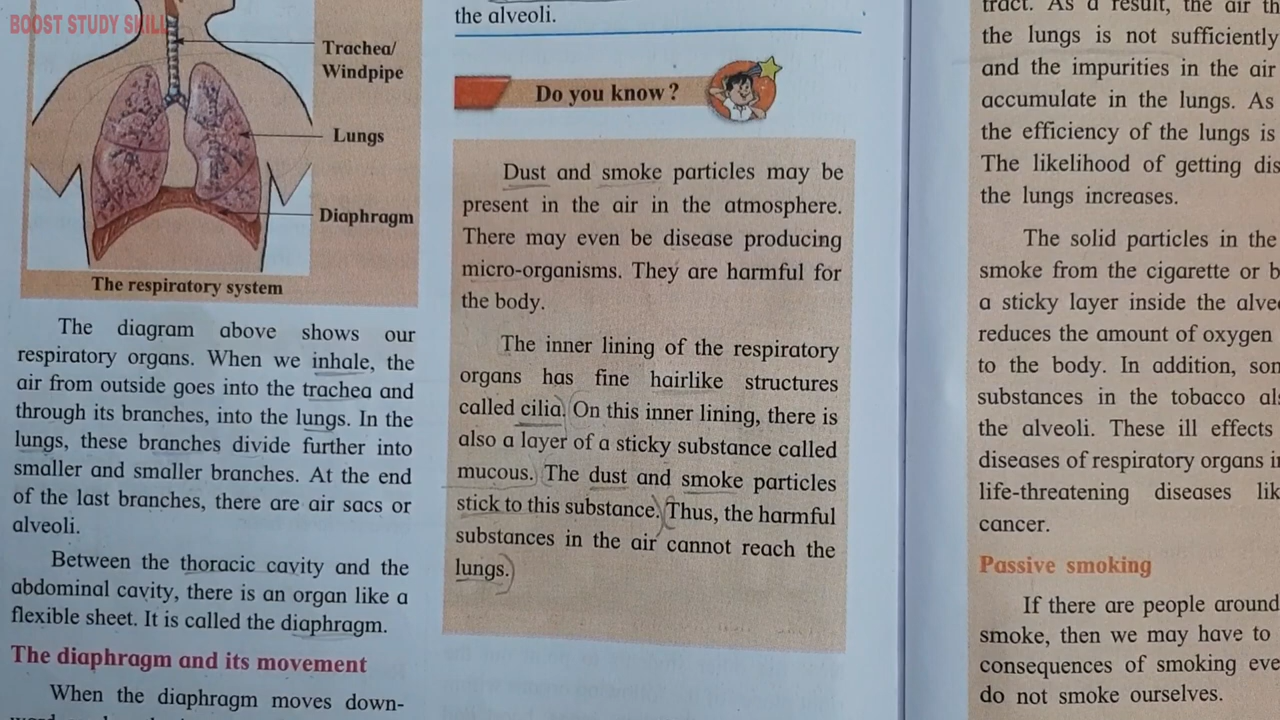 BOOST STUDY SKILL
Trachea/
Windpipe
Lungs
Diaphragm
The respiratory system
The diagram above shows our
respiratory organs. When we inhale, the
air from outside goes into the trachea and
through its branches, into the lungs. In the
lungs, these branches divide further into
smaller and smaller branches. At the end
of the last branches, there are air sacs or
alveoli.
Between the thoracic cavity and the
abdominal cavity, there is an organ like a
flexible sheet. It is called the diaphragm.
The diaphragm and its movement
When the diaphragm moves down-
the alveoli.
Do you know ?
Dust and smoke particles may be
present in the air in the atmosphere.
There may even be disease producing
micro-organisms. They are harmful for
the body.
The inner lining of the respiratory
organs has fine hairlike structures
called cilia. On this inner lining, there is
also a layer of a sticky substance called
mucous. The dust and smoke particles
stick to this substance. Thus, the harmful
substances in the air cannot reach the
lungs.
tract. As a result, the air
the lungs is not sufficiently
and the impurities in the air
accumulate in the lungs. As
the efficiency of the lungs is
The likelihood of getting
the lungs increases.
The solid particles in the
smoke from the cigarette or
a sticky layer inside the
reduces the amount of oxygen
to the body. In addition,
substances in the tobacco
the alveoli. These ill effects
diseases of respiratory organs
life-threatening diseases
cancer.
Passive smoking
If there are people around
smoke, then we may have to
consequences of smoking
do not smoke ourselves.